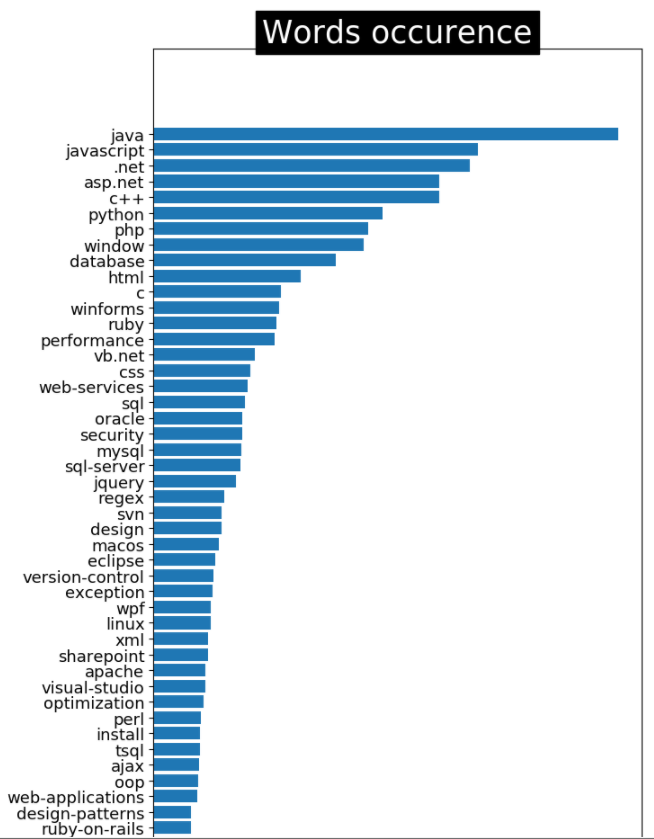 Words occurence
java
javascript
.net
asp.net
c++
python
php
window
database
html
c
winforms
ruby
performance
vb.net
css
web-services
sql
oracle
security
mysql
sql-server
jquery
regex
svn
design
macos
eclipse
version-control
exception
wpf
linux
xml
sharepoint
apache
visual-studio
optimization
perl
install
tsql
ajax
oop
web-applications
design-patterns
ruby-on-rails